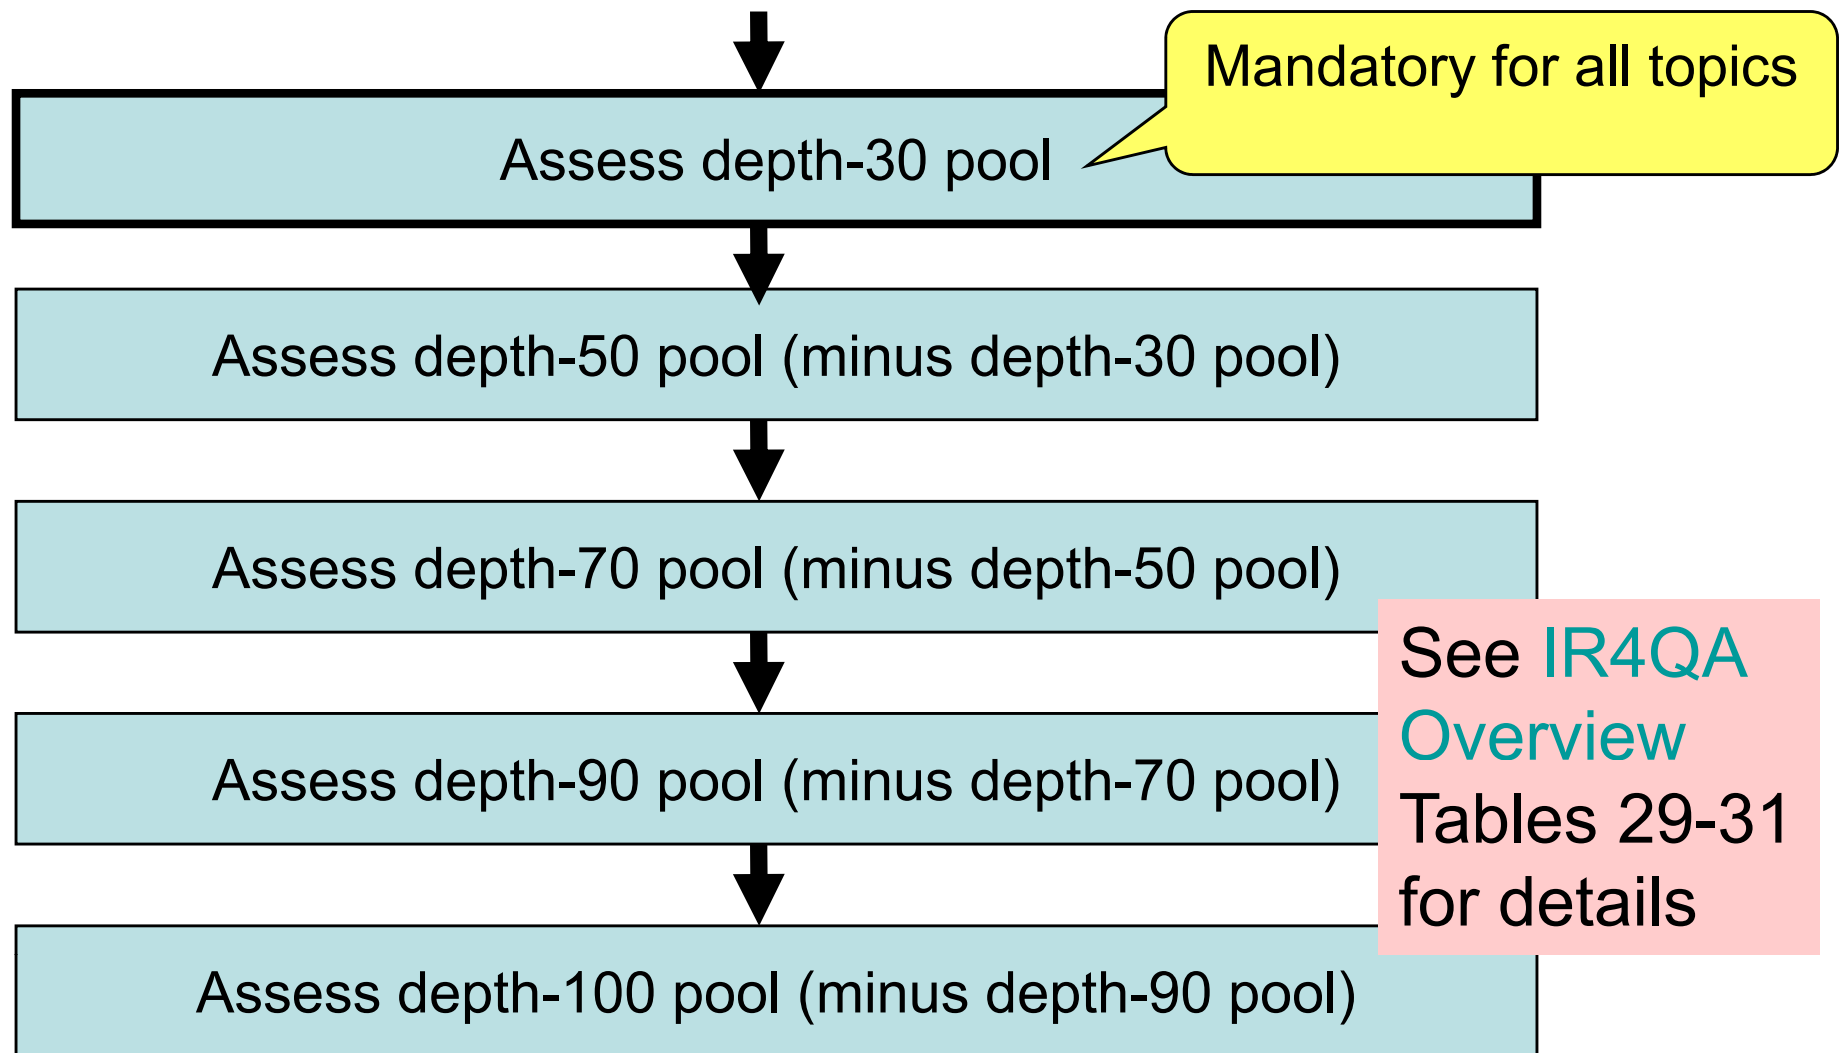 Mandatory for all topics
Assess depth-30 pool
Assess depth-50 pool (minus depth-30 pool)
Assess depth-70 pool (minus depth-50 pool)
Assess depth-90 pool (minus depth-70 pool)
Assess depth-100 pool (minus depth-90 pool)
See IR4QA
Overview
Tables 29-31
for details